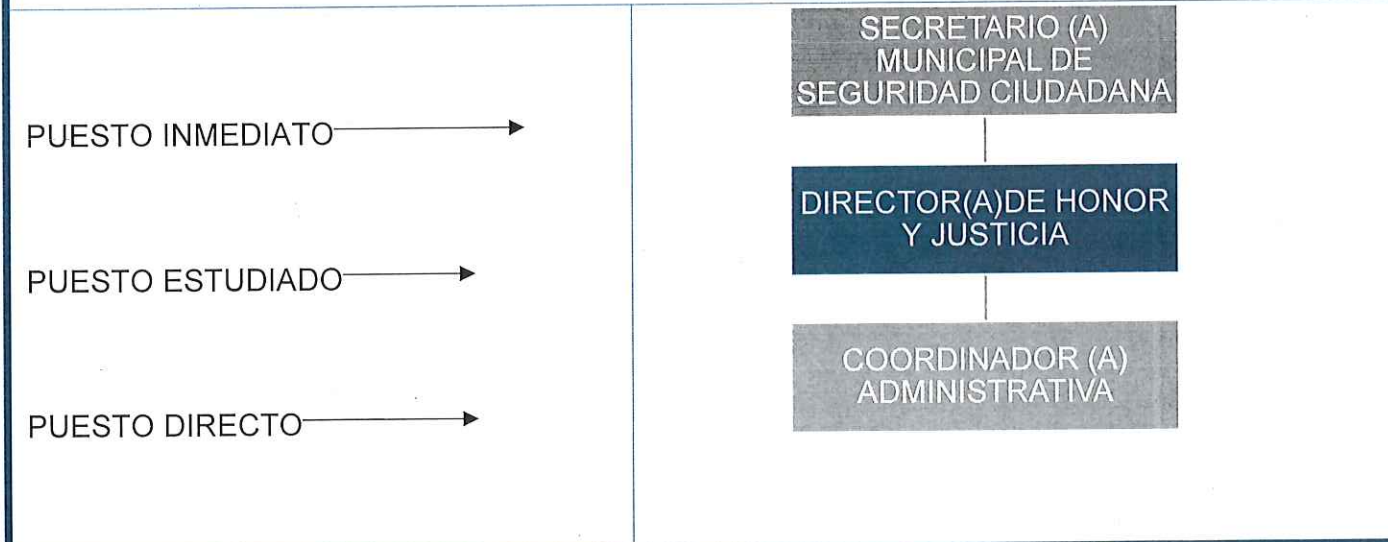 SECRETARIO (A)
MUNICIPAL DE
SEGURIDAD CIUDADANA
PUESTO INMEDIATO
DIRECTOR(A)DE HONOR
Y JUSTICIA
PUESTO ESTUDIADO
COORDINADOR (A)
ADMINISTRATIVA
PUESTO DIRECTO